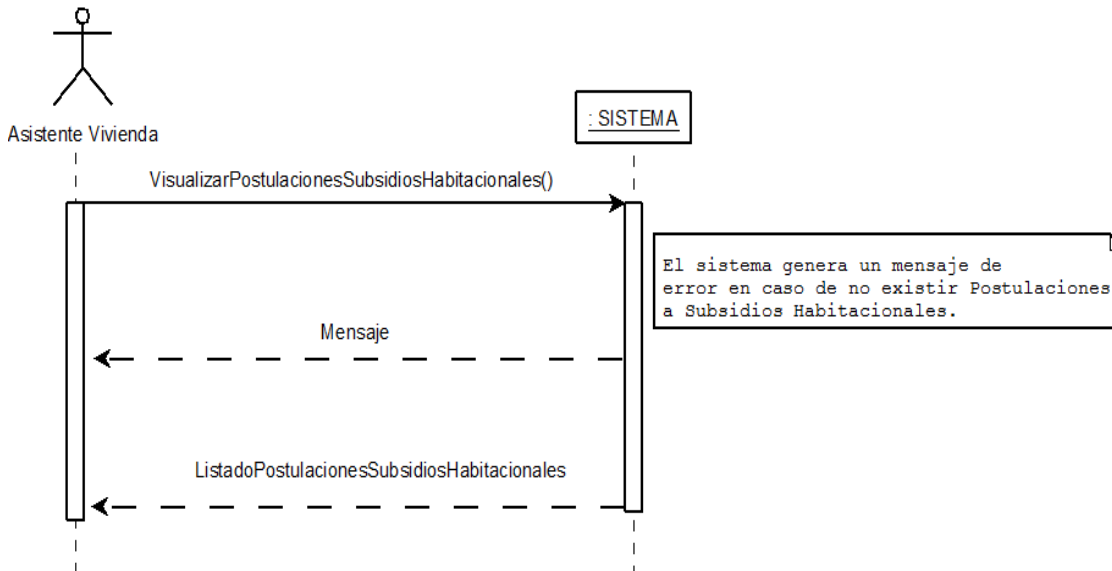 Asistente Vivienda
: SISTEMA
VisualizarPostulacionesSubsidiosHabitacionales()
El sistema genera un mensaje de
error en caso de no existir Postulaciones
a Subsidios Habitacionales.
Mensaje
ListadoPostulacionesSubsidiosHabitacionales